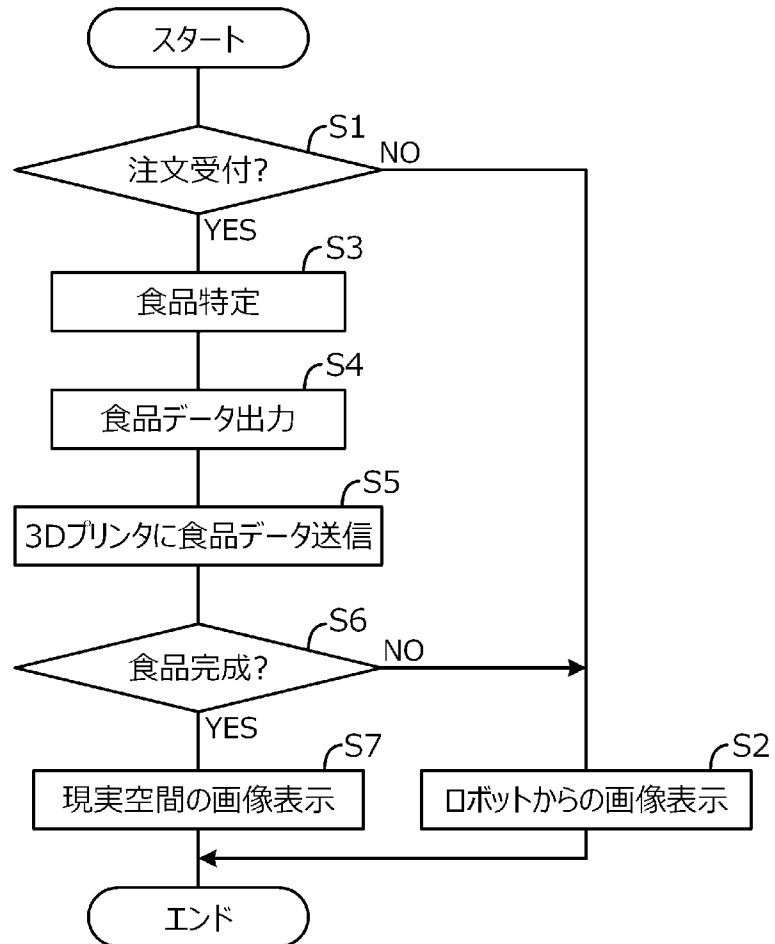 スタート
S1
注文受付?
NO
YES
S3
食品特定
S4
食品データ出力
S5
3Dプリンタに食品データ送信
S6
食品完成?
NO
YES
S7
現実空間の画像表示
S2
ロボットからの画像表示
エンド